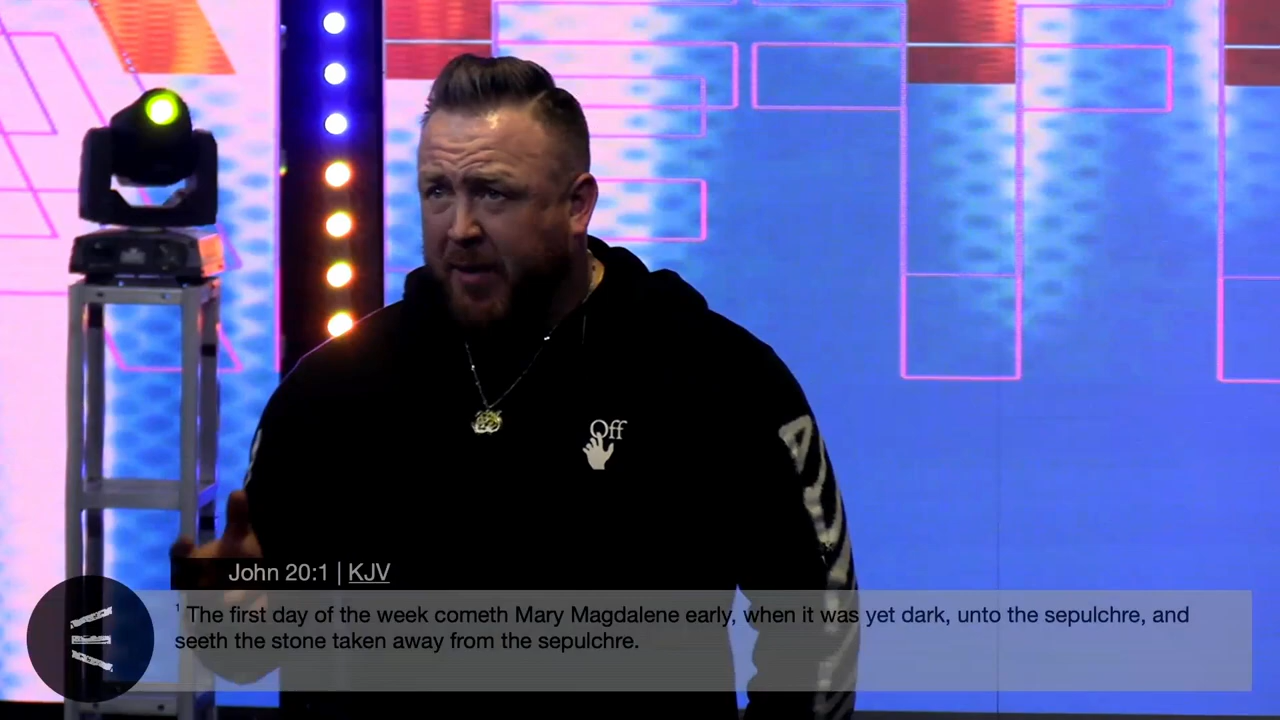 Off
John 20:1 | KJV
1 The first day of the week cometh Mary Magdalene early, when it was yet dark, unto the sepulchre, and
seeth the stone taken away from the sepulchre.